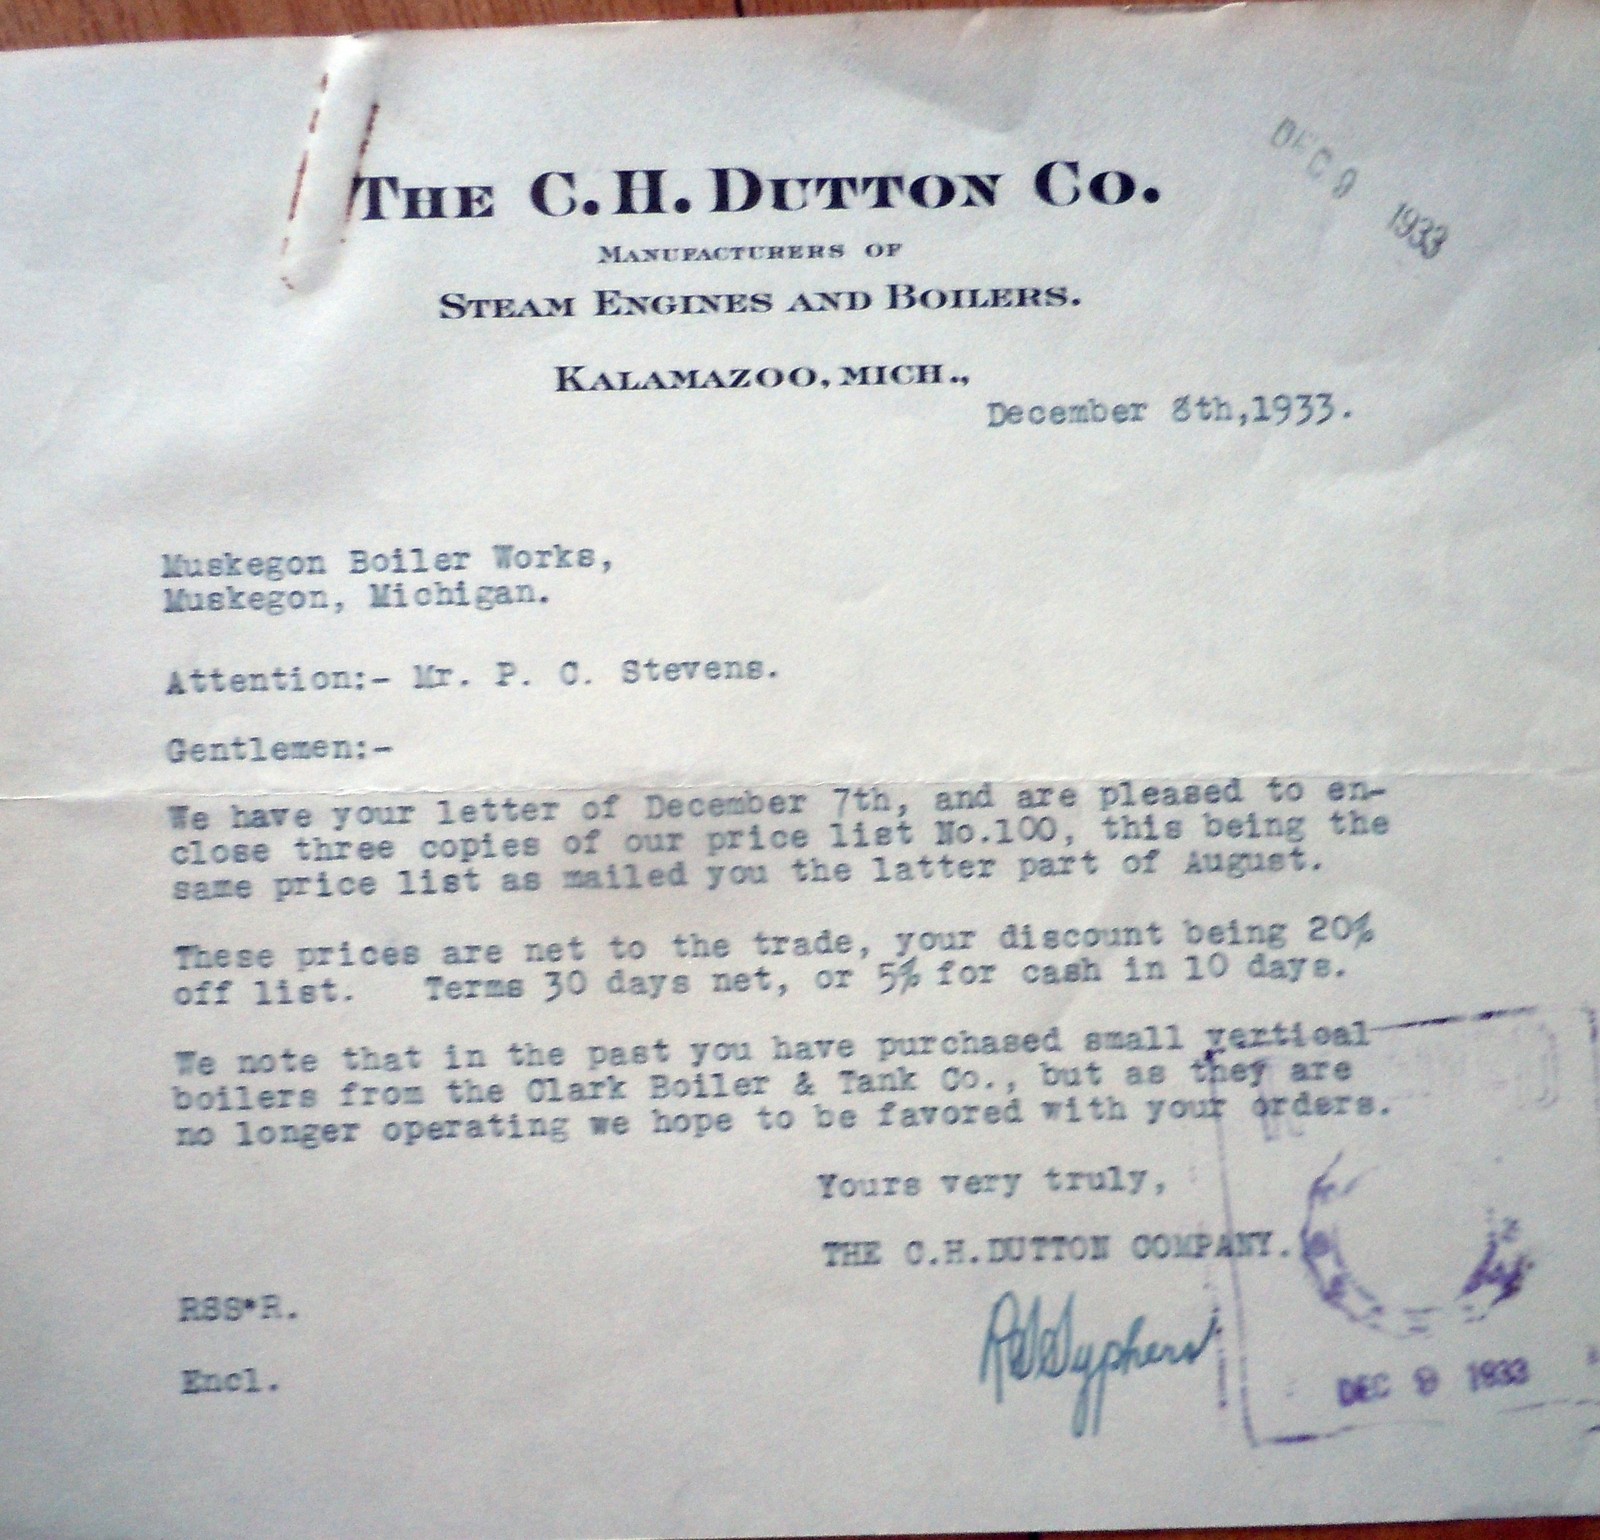 DEC 9 1933
THE C. H. DUTTON CO.
MANUFACTURERS OF
STEAM ENGINES AND BOILERS.
KALAMAZOO, MICH.,
December 8th,1933.
Muskegon Boiler Works,
Muskegon, Michigan.
Attention:- Mr. P. C. Stevens.
Gentlemen:-
We have your letter of December 7th, and are pleased to en-
close three copies of our price list No.100, this being the
same price list as mailed you the latter part of August.
These prices are net to the trade, your discount being 20%
off list. Terms 30 days net, or 5% for cash in 10 days.
We note that in the past you have purchased small vertical
boilers from the Clark Boiler & Tank Co., but as they are
no longer operating we hope to be favored with your orders.
Yours very truly,
THE C.H.DUTTON COMPANY.
RSS*R.
RSSyphers
Encl.
DEC 9 1933